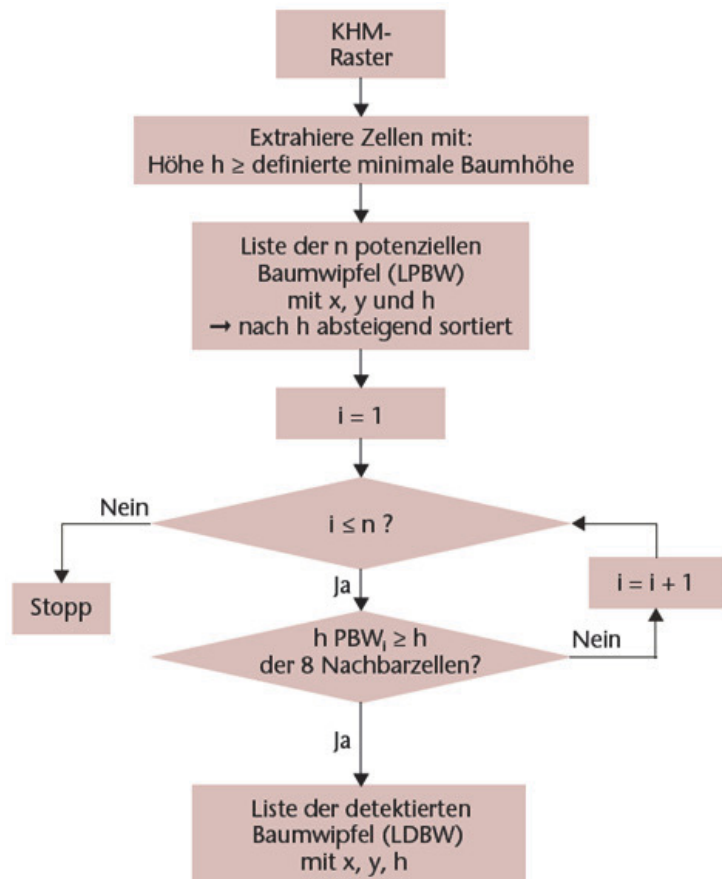 KHM-
Raster
Extrahiere Zellen mit:
Höhe h ≥ definierte minimale Baumhöhe
Liste der n potenziellen
Baumwipfel (LPBW)
mit x, y und h
→ nach h absteigend sortiert
i = 1
Nein
i ≤ n ?
Stopp
Ja
i = i + 1
h PBWᵢ ≥ h
der 8 Nachbarzellen?
Nein
Ja
Liste der detektierten
Baumwipfel (LDBW)
mit x, y, h